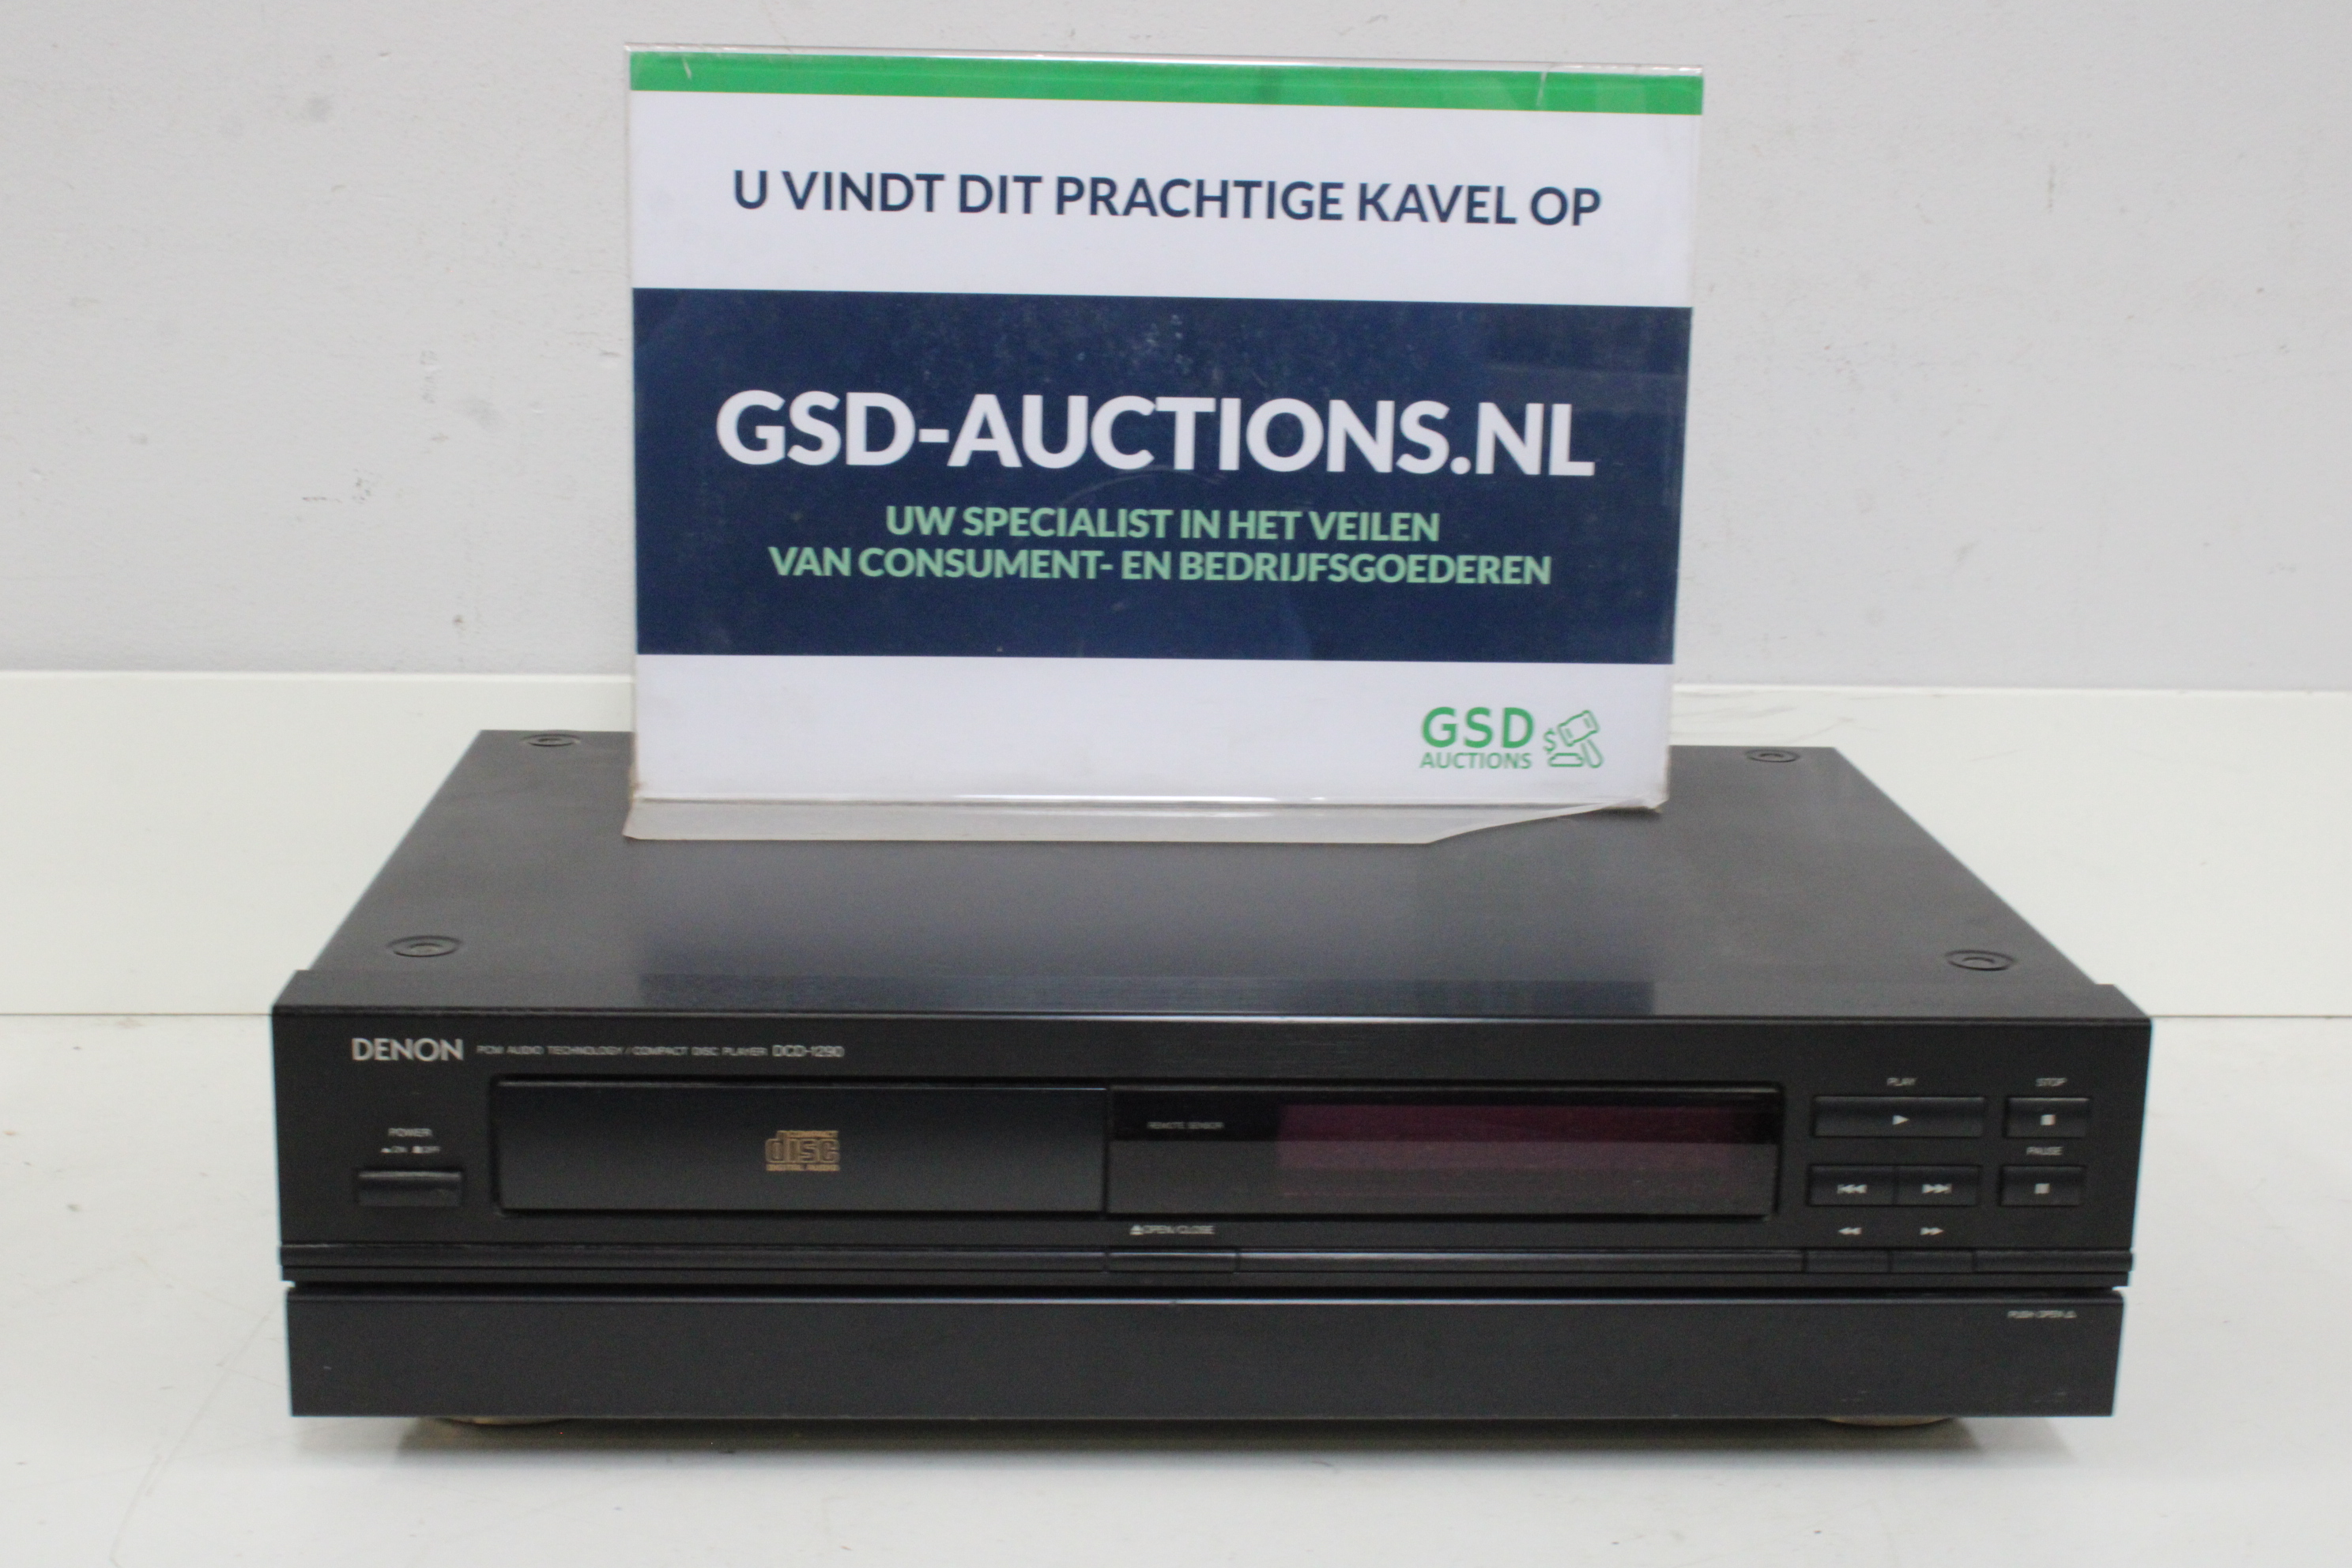 U VINDT DIT PRACHTIGE KAVEL OP
GSD-AUCTIONS.NL
UW SPECIALIST IN HET VEILEN
VAN CONSUMENT- EN BEDRIJFSGOEDEREN
GSD
AUCTIONS
DENON PCM AUDIO TECHNOLOGY / COMPACT DISC PLAYER DCD-1290
POWER
ON OFF
COMPACT
disc
DIGITAL AUDIO
REMOTE SENSOR
OPEN/CLOSE
PLAY
STOP
PAUSE
PUSH OPEN